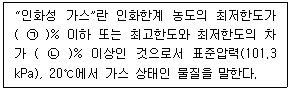 “인화성 가스”란 인화한계 농도의 최저한도가
( ㉠ )% 이하 또는 최고한도와 최저한도의 차
가 ( ㉡ )% 이상인 것으로서 표준압력(101.3
kPa), 20℃에서 가스 상태인 물질을 말한다.